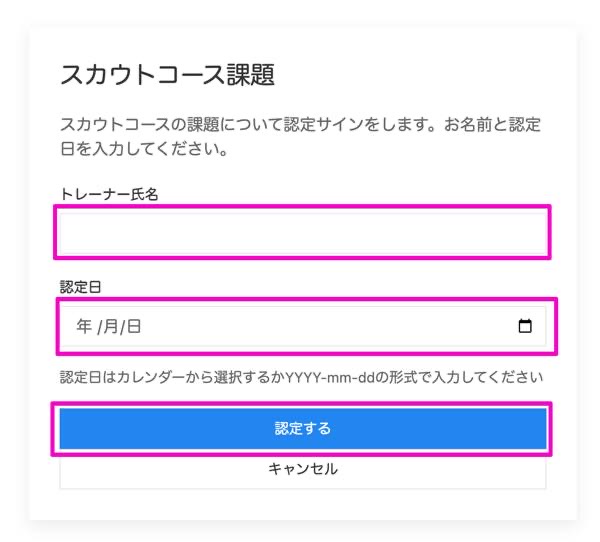 スカウトコース課題
スカウトコースの課題について認定サインをします。お名前と認定
日を入力してください。
トレーナー氏名
認定日
年 /月/日
認定日はカレンダーから選択するかYYYY-mm-ddの形式で入力してください
認定する
キャンセル